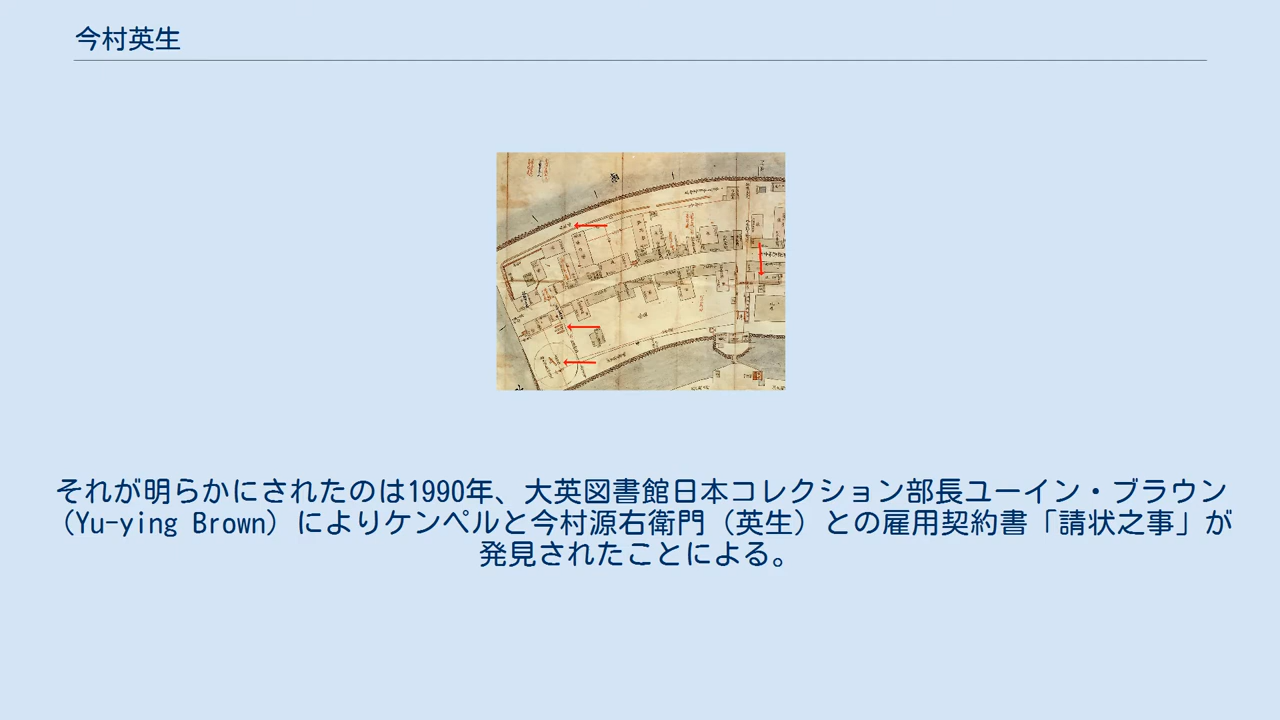 今村英生
それが明らかにされたのは1990年、大英図書館日本コレクション部長ユーイン・ブラウン
（Yu-ying Brown）によりケンペルと今村源右衛門（英生）との雇用契約書「請状之事」が
発見されたことによる。